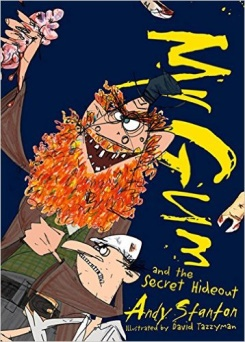 Mr Gum
and the
Secret Hideout
Andy Stanton
Illustrated by David Tazzyman